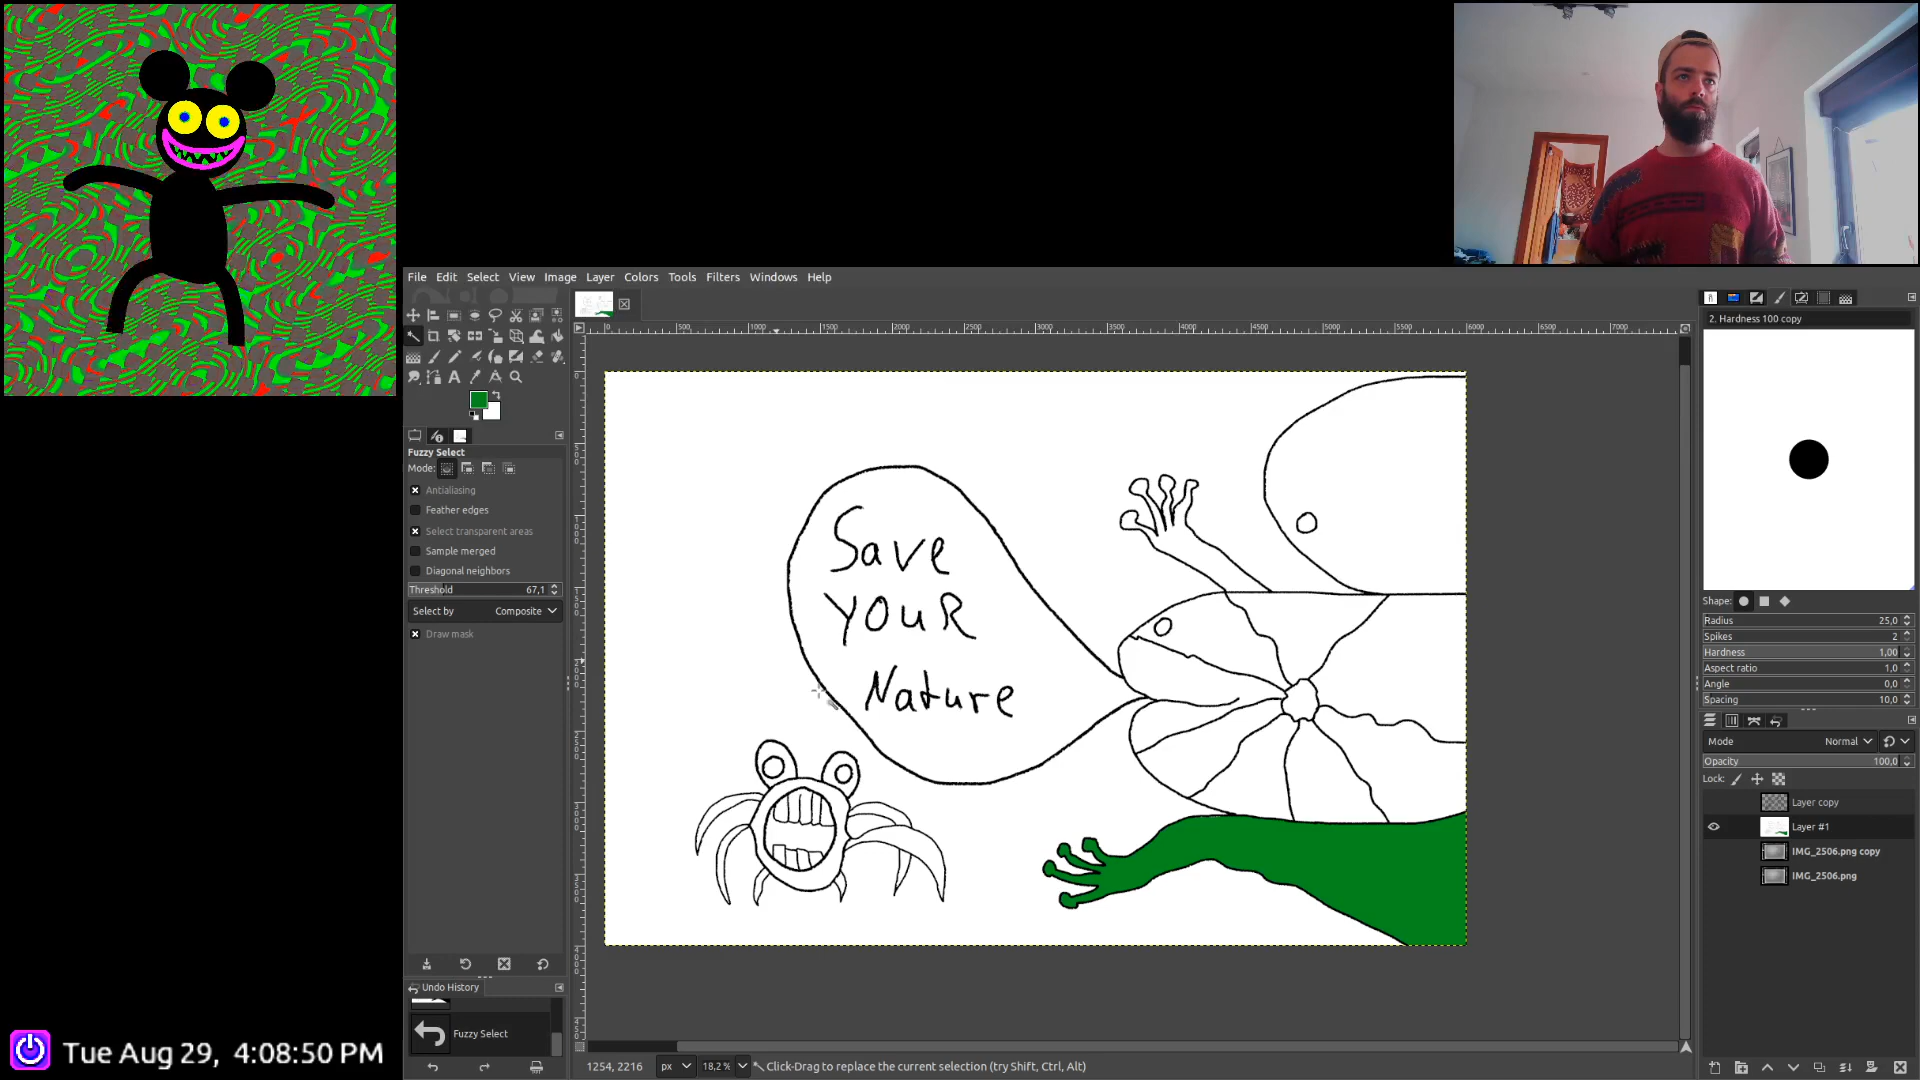 File Edit Select View Image Layer Colors Tools Filters Windows Help
Fuzzy Select
Mode:
Antialiasing
Feather edges
Select transparent areas
Sample merged
Diagonal neighbors
Threshold 67,1
Select by Composite
Draw mask
Undo History
Fuzzy Select
Save
YOUR
Nature
1254, 2216 px 18,2 % Click-Drag to replace the current selection (try Shift, Ctrl, Alt)
2. Hardness 100 copy
Shape:
Radius 25,0
Spikes 2
Hardness 1,00
Aspect ratio 1,0
Angle 0,0
Spacing 10,0
Mode Normal
Opacity 100,0
Lock:
Layer copy
Layer #1
IMG_2506.png copy
IMG_2506.png
Tue Aug 29, 4:08:50 PM